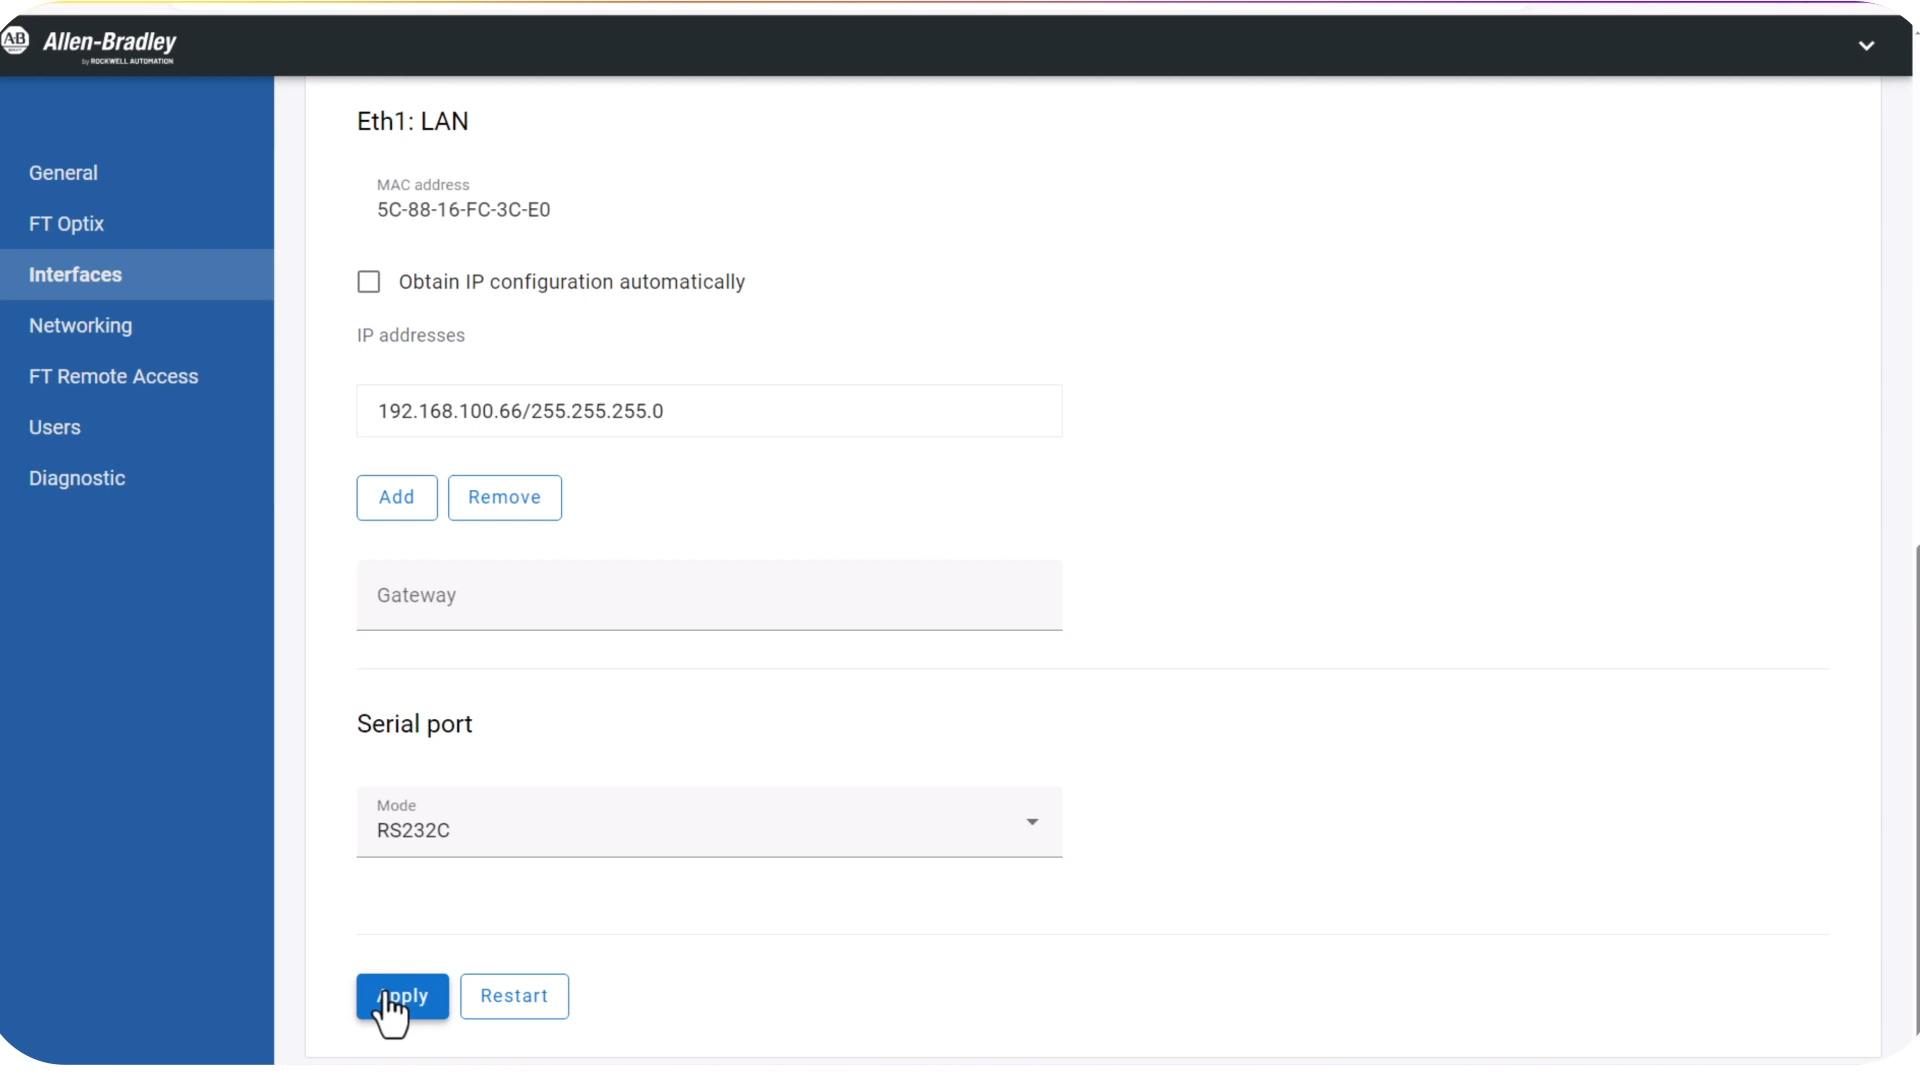 AB
Allen-Bradley
by ROCKWELL AUTOMATION
General
FT Optix
Interfaces
Networking
FT Remote Access
Users
Diagnostic
Eth1: LAN
MAC address
5C-88-16-FC-3C-E0
Obtain IP configuration automatically
IP addresses
192.168.100.66/255.255.255.0
Add
Remove
Gateway
Serial port
Mode
RS232C
Apply
Restart